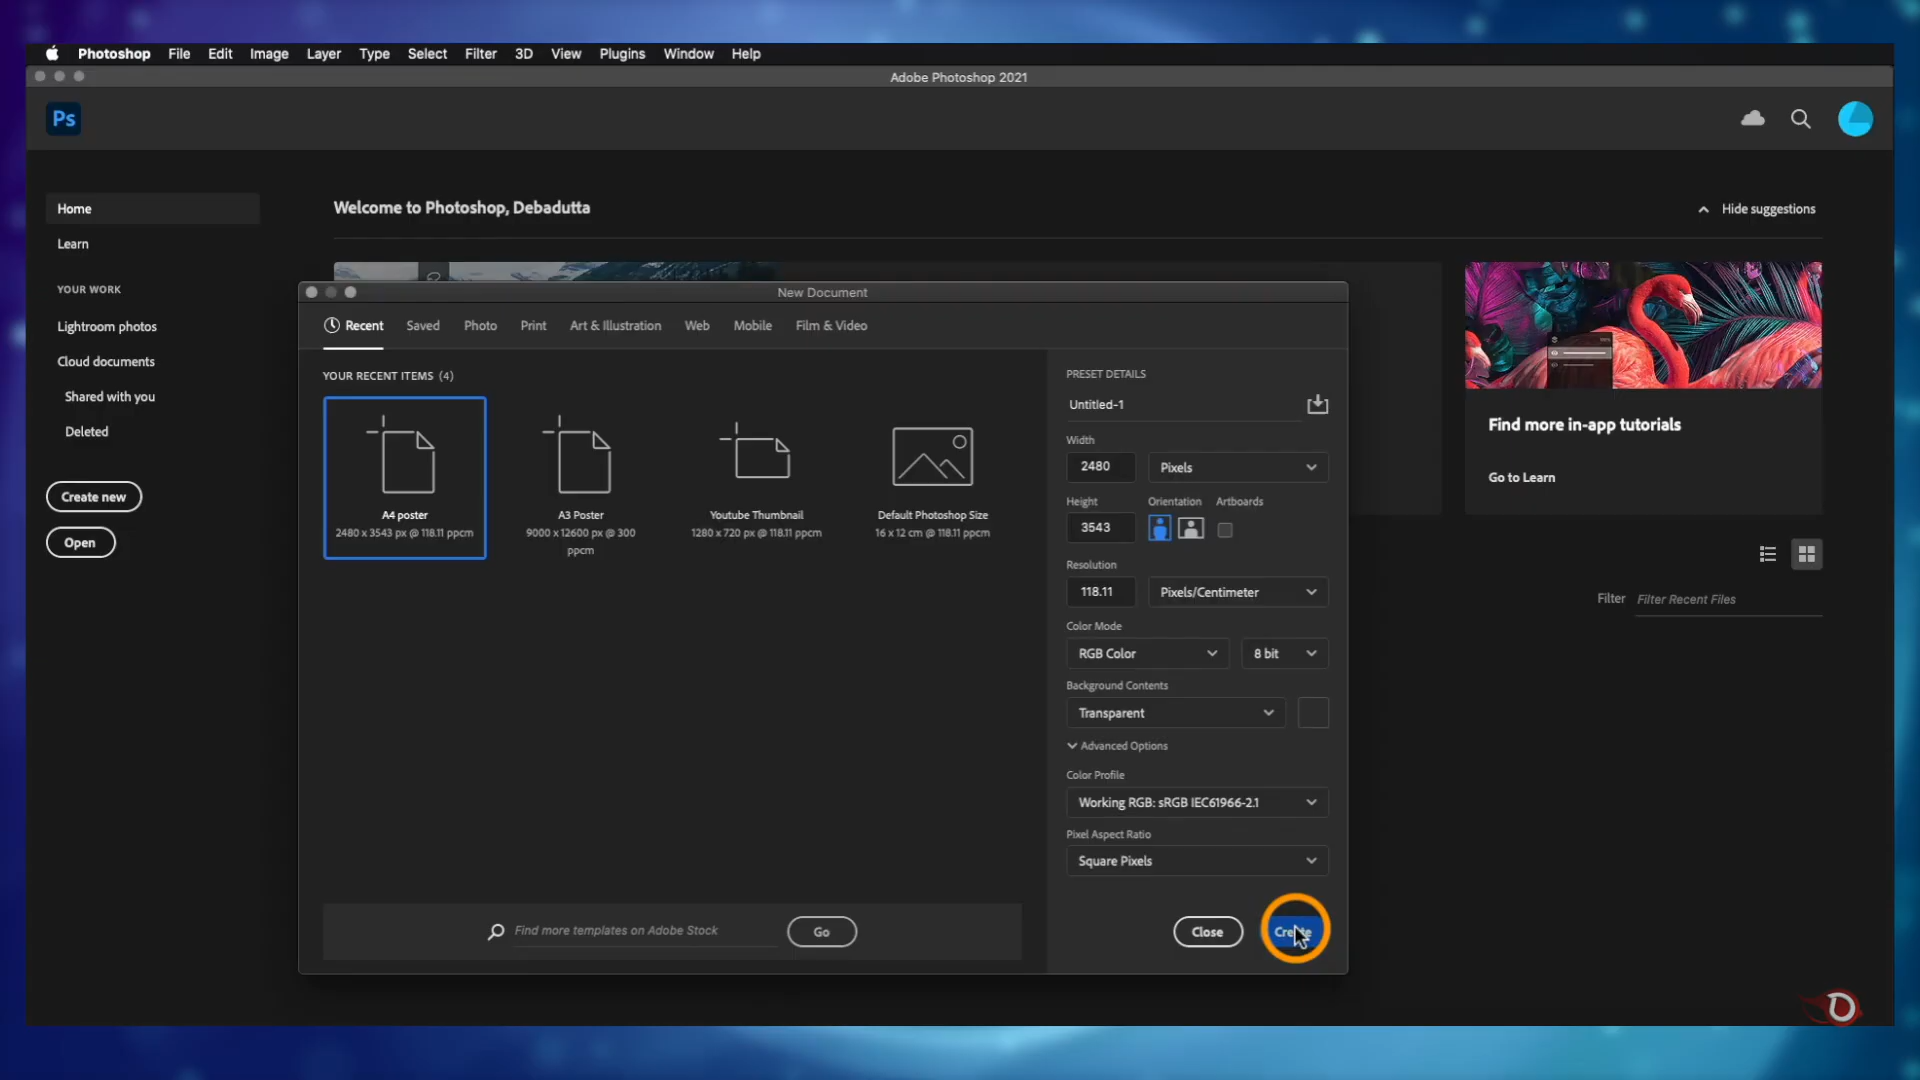 Photoshop File Edit Image Layer Type Select Filter 3D View Plugins Window Help
Adobe Photoshop 2021
Ps
Home
Learn
YOUR WORK
Lightroom photos
Cloud documents
Shared with you
Deleted
Create new
Open
Welcome to Photoshop, Debadutta
Hide suggestions
New Document
Recent Saved Photo Print Art & Illustration Web Mobile Film & Video
YOUR RECENT ITEMS (4)
A4 poster
2480 x 3543 px @ 118.11 ppcm
A3 Poster
9000 x 12600 px @ 300
ppcm
Youtube Thumbnail
1280 x 720 px @ 118.11 ppcm
Default Photoshop Size
16 x 12 cm @ 118.11 ppcm
Find more templates on Adobe Stock
Go
PRESET DETAILS
Untitled-1
Width
2480 Pixels
Height Orientation Artboards
3543
Resolution
118.11 Pixels/Centimeter
Color Mode
RGB Color 8 bit
Background Contents
Transparent
Advanced Options
Color Profile
Working RGB: sRGB IEC61966-2.1
Pixel Aspect Ratio
Square Pixels
Close Create
Find more in-app tutorials
Go to Learn
Filter Filter Recent Files
D